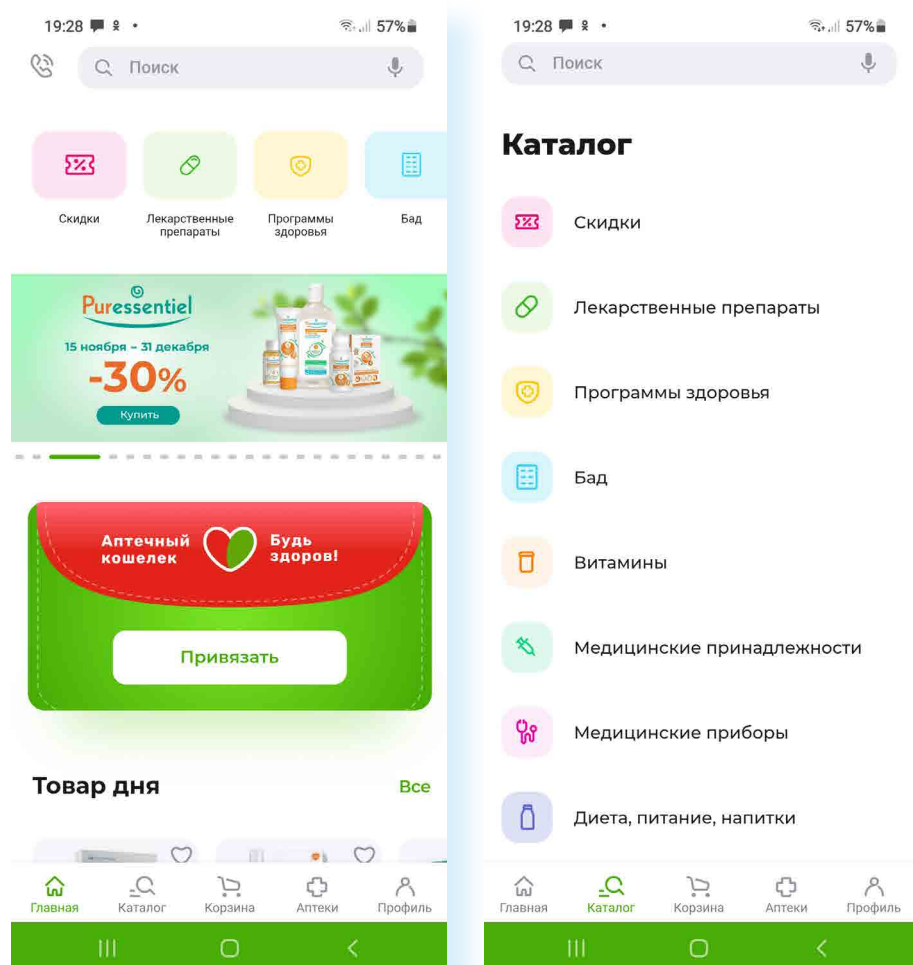 19:28
57%
Поиск
Скидки
Лекарственные
препараты
Программы
здоровья
Бад
Puressentiel
15 ноября – 31 декабря
-30%
Купить
Аптечный
кошелек
Будь
здоров!
Привязать
Товар дня
Все
Главная
Каталог
Корзина
Аптеки
Профиль
19:28
57%
Поиск
Каталог
Скидки
Лекарственные препараты
Программы здоровья
Бад
Витамины
Медицинские принадлежности
Медицинские приборы
Диета, питание, напитки
Главная
Каталог
Корзина
Аптеки
Профиль